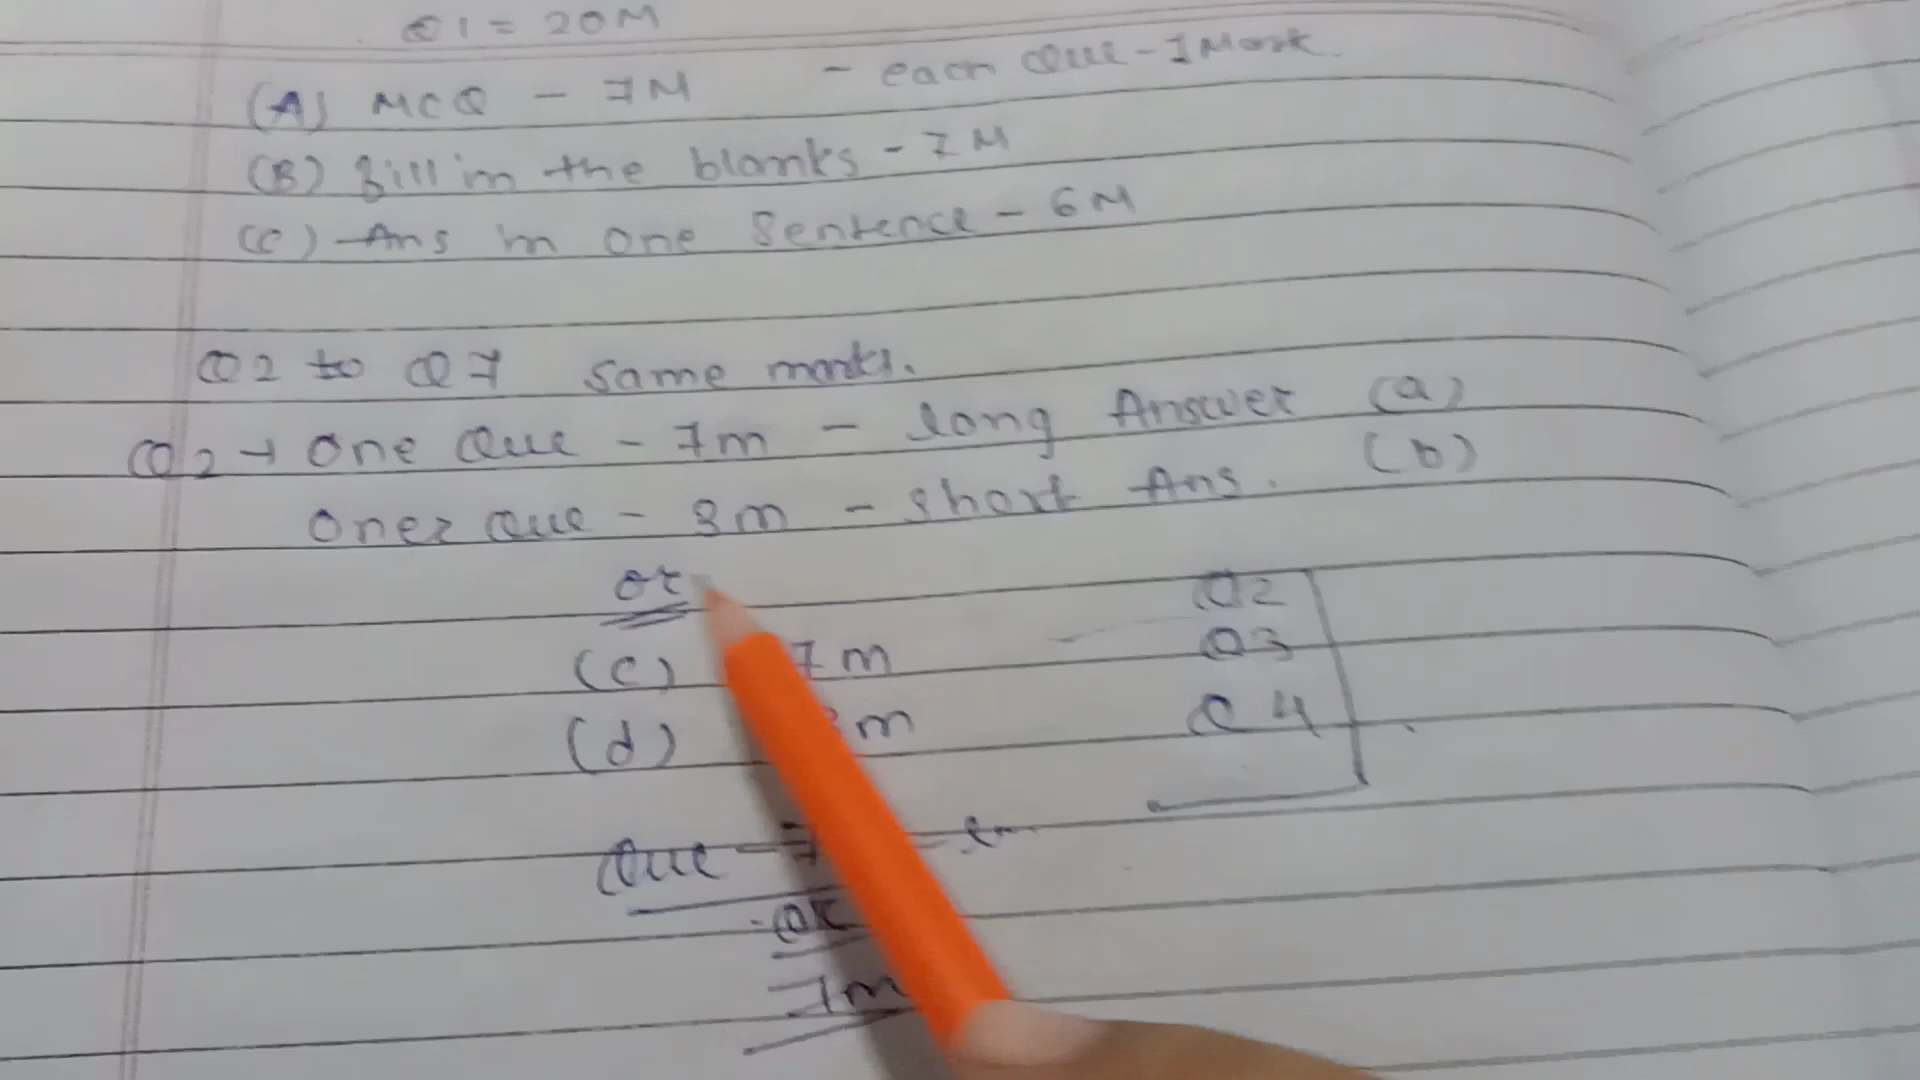 Q1 = 20M
(A) MCQ - 7M - each Que - 1 Mark.
(B) fill in the blanks - 7M
(C) Ans in one Sentence - 6M
Q2 to Q7 same marks.
Q2 → One Que - 7m - long Answer (a)
One Que - 3m - short Ans. (b)
or
Q2
(c) 7m
Q3
(d) m
Q4
Que - 7
or
7m